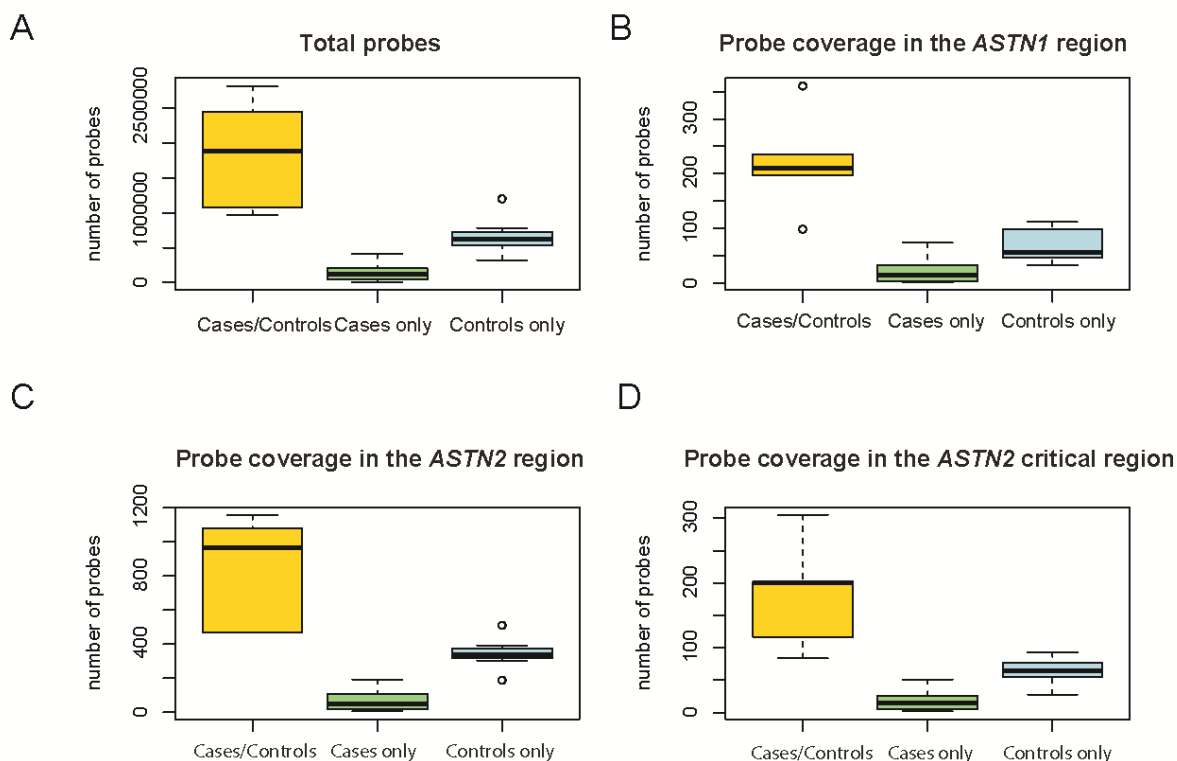 A
Total probes
number of probes
2500000
1000000
0
Cases/Controls Cases only Controls only
B
Probe coverage in the ASTN1 region
number of probes
300
200
100
0
Cases/Controls Cases only Controls only
C
Probe coverage in the ASTN2 region
number of probes
1200
800
400
0
Cases/Controls Cases only Controls only
D
Probe coverage in the ASTN2 critical region
number of probes
300
200
100
0
Cases/Controls Cases only Controls only